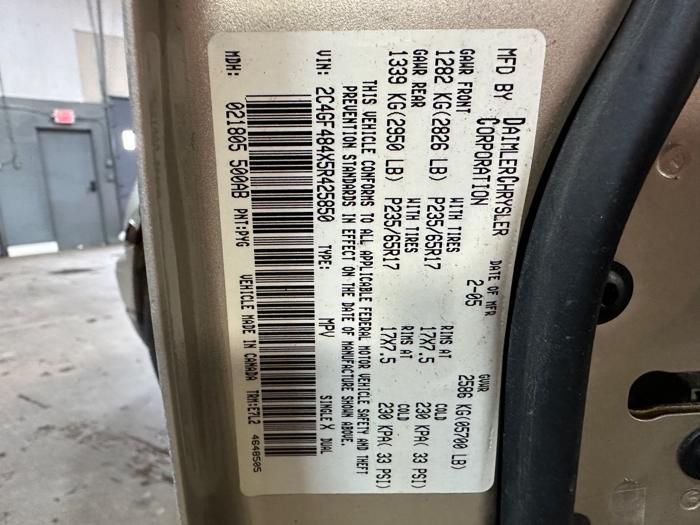 MFD BY DAIMLERCHRYSLER CORPORATION
DATE OF MFR 2-05
GVWR 2586 KG(05700 LB)
GAWR FRONT WITH TIRES RIMS AT COLD
1282 KG(2826 LB) P235/65R17 17X7.5 230 KPA( 33 PSI)
GAWR REAR WITH TIRES RIMS AT COLD
1339 KG(2950 LB) P235/65R17 17X7.5 230 KPA( 33 PSI)
THIS VEHICLE CONFORMS TO ALL APPLICABLE FEDERAL MOTOR VEHICLE SAFETY AND THEFT
PREVENTION STANDARDS IN EFFECT ON THE DATE OF MANUFACTURE SHOWN ABOVE.
VIN: 2C4GF484X5R425850 TYPE: MPV SINGLE X DUAL
MDH: 021805 500AB PNT:PYG VEHICLE MADE IN CANADA TRM:E7L2 4648505